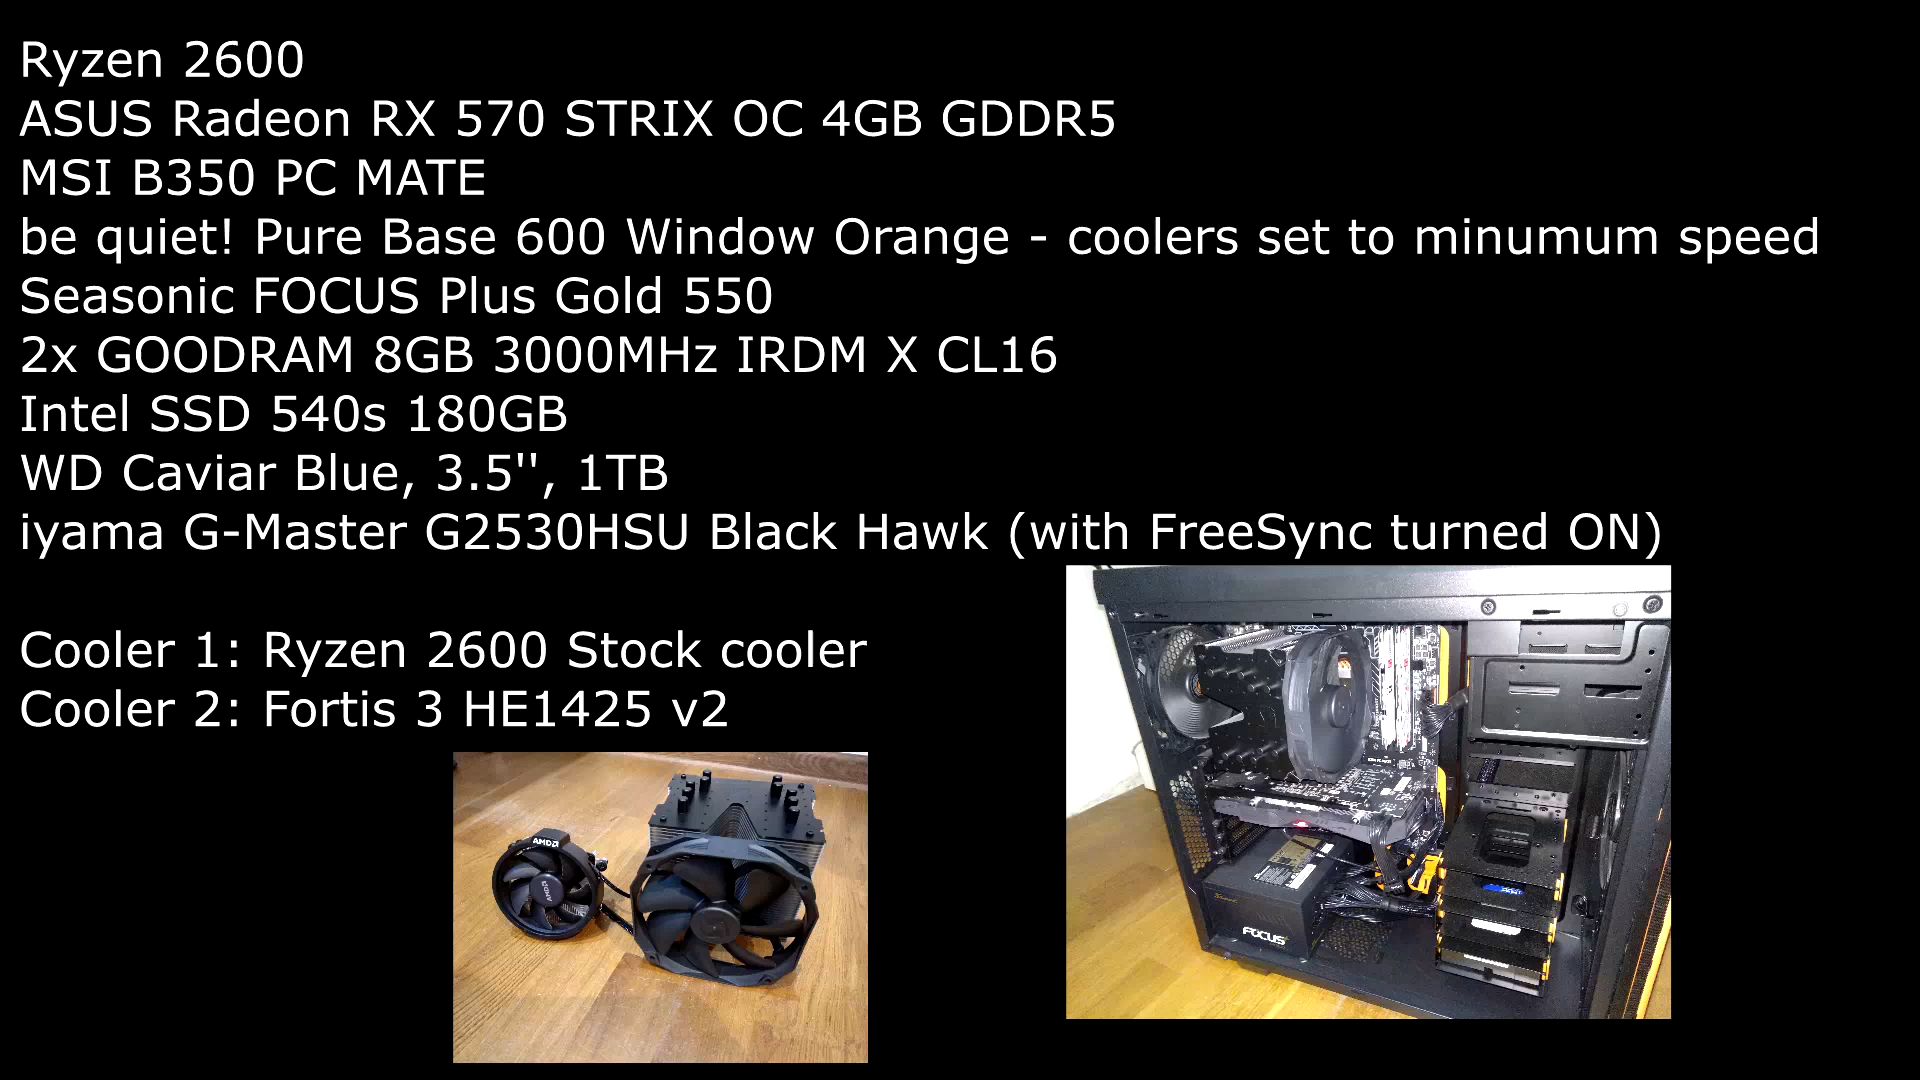 Ryzen 2600
ASUS Radeon RX 570 STRIX OC 4GB GDDR5
MSI B350 PC MATE
be quiet! Pure Base 600 Window Orange - coolers set to minumum speed
Seasonic FOCUS Plus Gold 550
2x GOODRAM 8GB 3000MHz IRDM X CL16
Intel SSD 540s 180GB
WD Caviar Blue, 3.5'', 1TB
iyama G-Master G2530HSU Black Hawk (with FreeSync turned ON)
Cooler 1: Ryzen 2600 Stock cooler
Cooler 2: Fortis 3 HE1425 v2
AMD
AMD
FOCUS